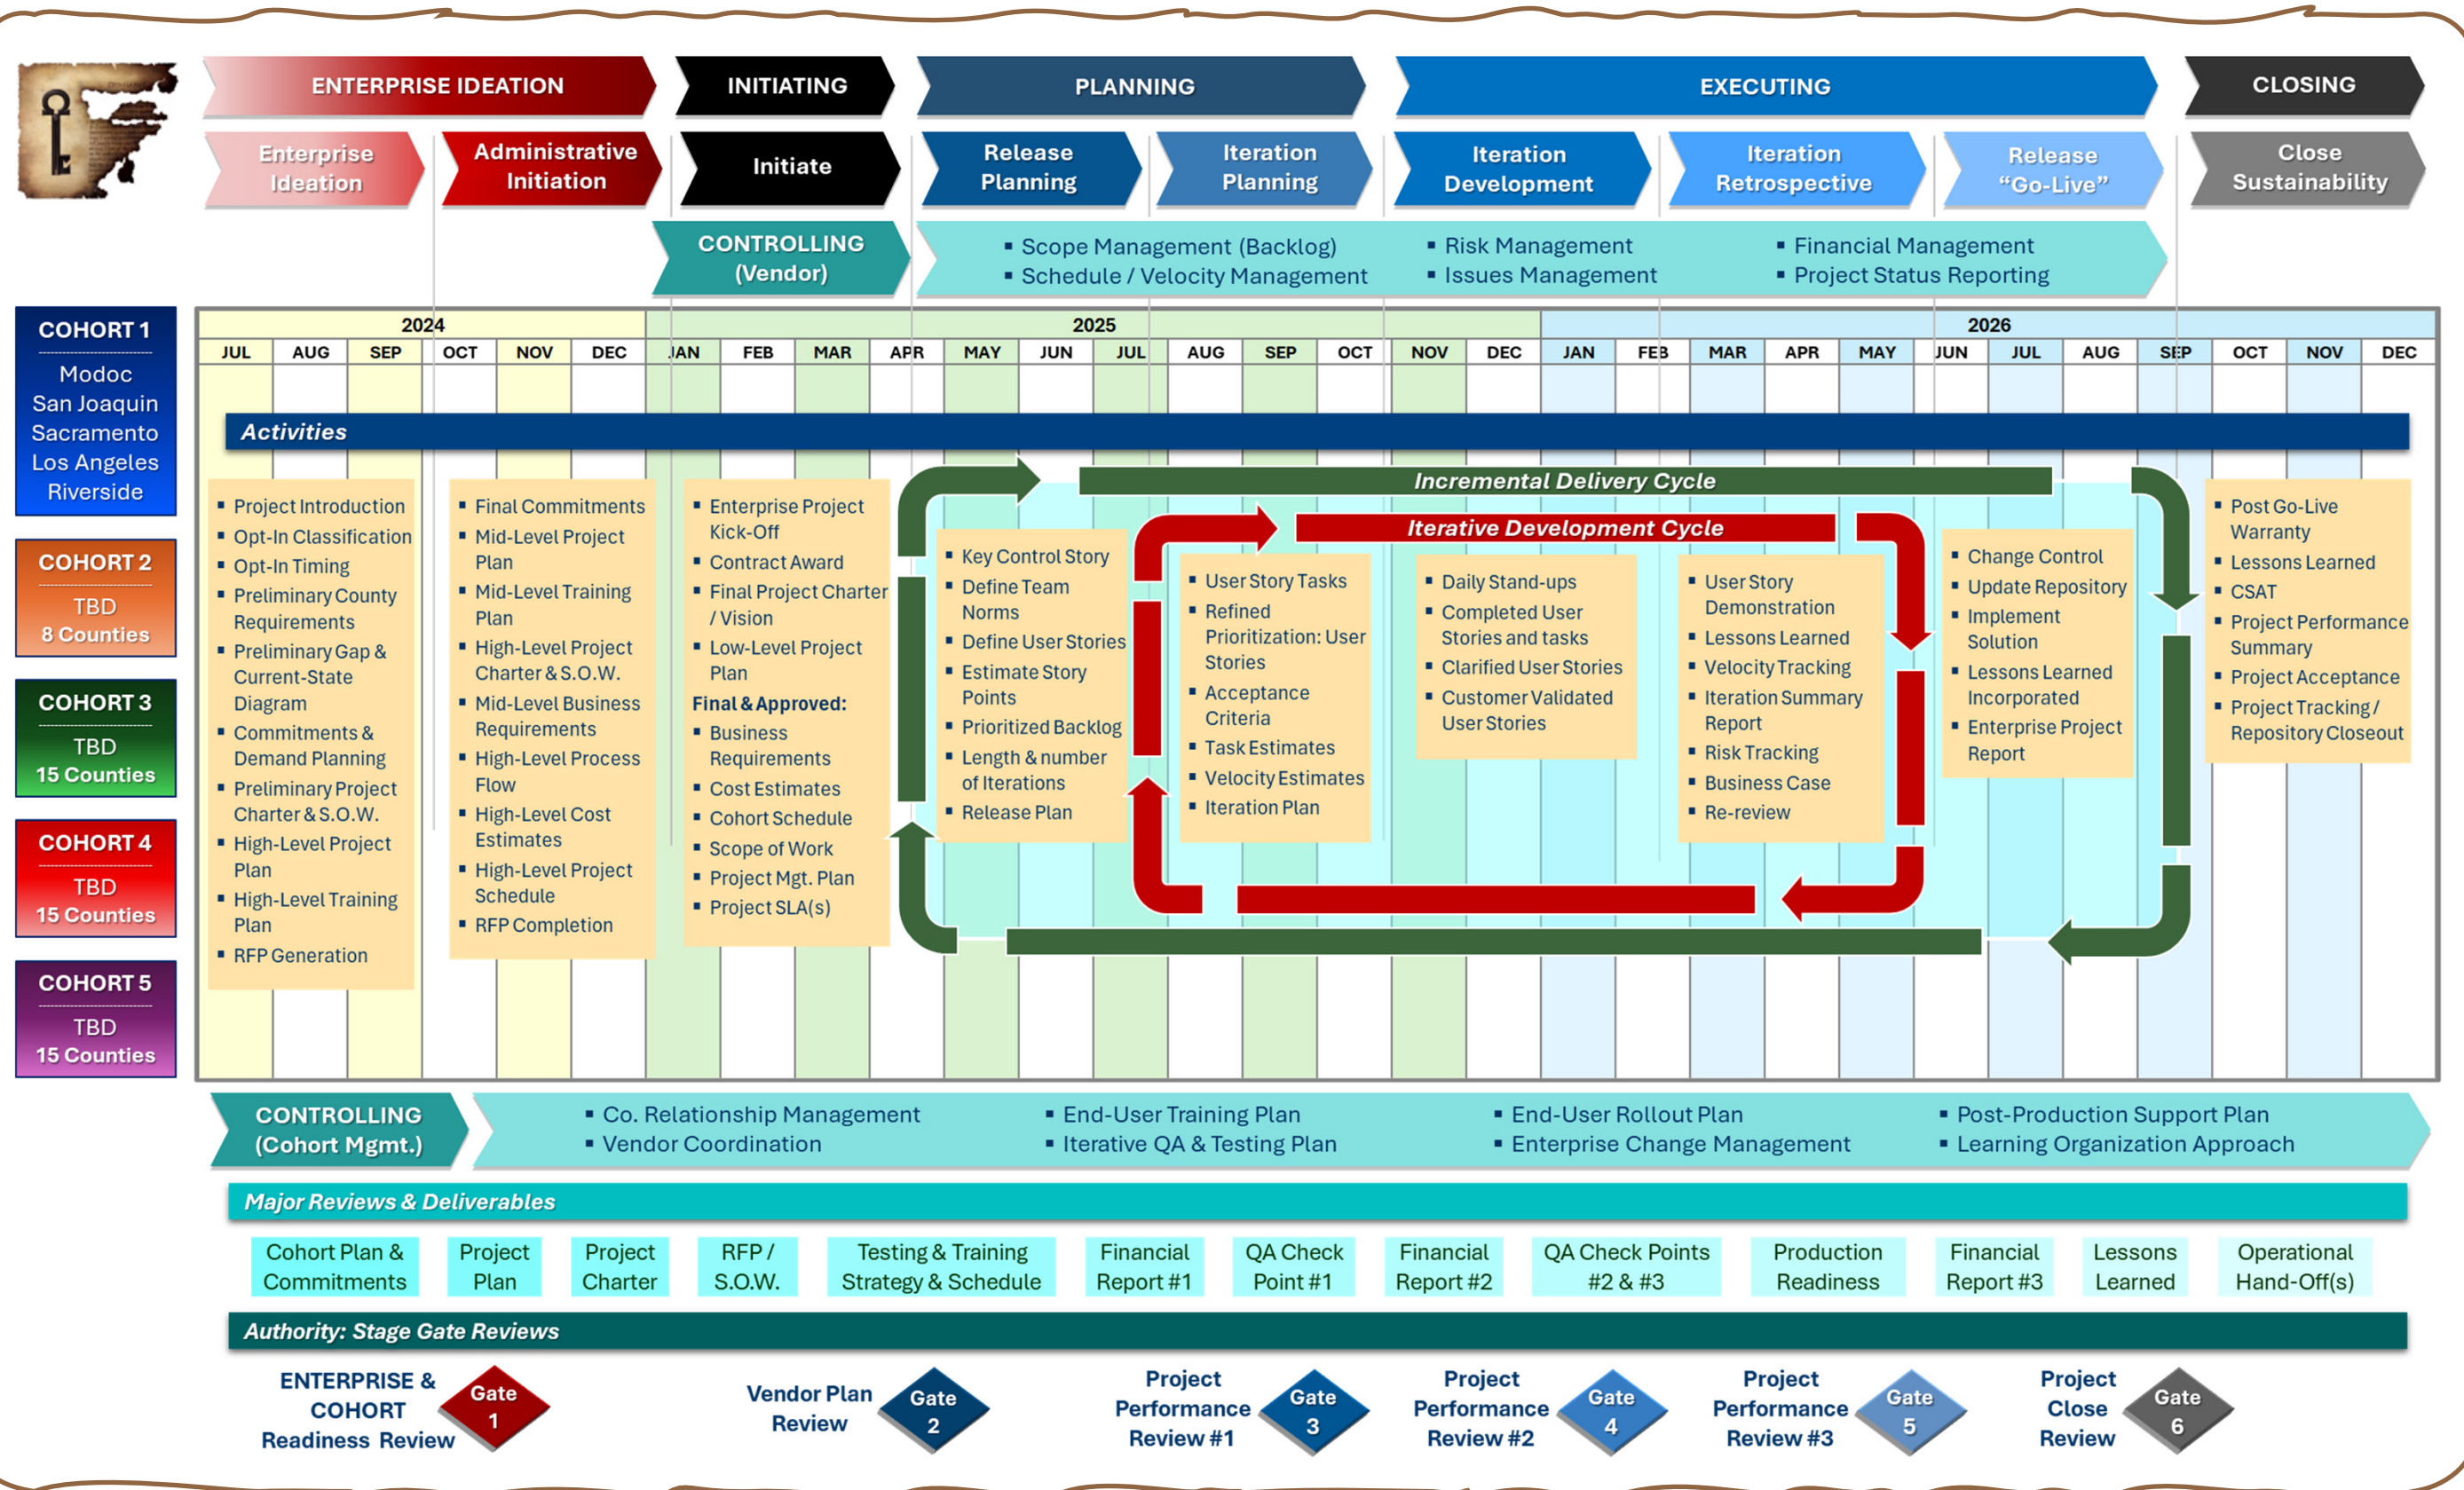 ENTERPRISE IDEATION
INITIATING
PLANNING
EXECUTING
CLOSING
Enterprise
Ideation
Administrative
Initiation
Initiate
Release
Planning
Iteration
Planning
Iteration
Development
Iteration
Retrospective
Release
“Go-Live”
Close
Sustainability
CONTROLLING
(Vendor)
▪ Scope Management (Backlog)
▪ Schedule / Velocity Management
▪ Risk Management
▪ Issues Management
▪ Financial Management
▪ Project Status Reporting
COHORT 1
Modoc
San Joaquin
Sacramento
Los Angeles
Riverside
COHORT 2
TBD
8 Counties
COHORT 3
TBD
15 Counties
COHORT 4
TBD
15 Counties
COHORT 5
TBD
15 Counties
2024 2025 2026
JUL AUG SEP OCT NOV DEC JAN FEB MAR APR MAY JUN JUL AUG SEP OCT NOV DEC JAN FEB MAR APR MAY JUN JUL AUG SEP OCT NOV DEC
Activities
Incremental Delivery Cycle
Iterative Development Cycle
▪ Project Introduction
▪ Opt-In Classification
▪ Opt-In Timing
▪ Preliminary County
Requirements
▪ Preliminary Gap &
Current-State
Diagram
▪ Commitments &
Demand Planning
▪ Preliminary Project
Charter & S.O.W.
▪ High-Level Project
Plan
▪ High-Level Training
Plan
▪ RFP Generation
▪ Final Commitments
▪ Mid-Level Project
Plan
▪ Mid-Level Training
Plan
▪ High-Level Project
Charter & S.O.W.
▪ Mid-Level Business
Requirements
▪ High-Level Process
Flow
▪ High-Level Cost
Estimates
▪ High-Level Project
Schedule
▪ RFP Completion
▪ Enterprise Project
Kick-Off
▪ Contract Award
▪ Final Project Charter
/ Vision
▪ Low-Level Project
Plan
Final & Approved:
▪ Business
Requirements
▪ Cost Estimates
▪ Cohort Schedule
▪ Scope of Work
▪ Project Mgt. Plan
▪ Project SLA(s)
▪ Key Control Story
▪ Define Team
Norms
▪ Define User Stories
▪ Estimate Story
Points
▪ Prioritized Backlog
▪ Length & number
of Iterations
▪ Release Plan
▪ User Story Tasks
▪ Refined
Prioritization: User
Stories
▪ Acceptance
Criteria
▪ Task Estimates
▪ Velocity Estimates
▪ Iteration Plan
▪ Daily Stand-ups
▪ Completed User
Stories and tasks
▪ Clarified User Stories
▪ Customer Validated
User Stories
▪ User Story
Demonstration
▪ Lessons Learned
▪ Velocity Tracking
▪ Iteration Summary
Report
▪ Risk Tracking
▪ Business Case
▪ Re-review
▪ Change Control
▪ Update Repository
▪ Implement
Solution
▪ Lessons Learned
Incorporated
▪ Enterprise Project
Report
▪ Post Go-Live
Warranty
▪ Lessons Learned
▪ CSAT
▪ Project Performance
Summary
▪ Project Acceptance
▪ Project Tracking /
Repository Closeout
CONTROLLING
(Cohort Mgmt.)
▪ Co. Relationship Management
▪ Vendor Coordination
▪ End-User Training Plan
▪ Iterative QA & Testing Plan
▪ End-User Rollout Plan
▪ Enterprise Change Management
▪ Post-Production Support Plan
▪ Learning Organization Approach
Major Reviews & Deliverables
Cohort Plan &
Commitments
Project
Plan
Project
Charter
RFP /
S.O.W.
Testing & Training
Strategy & Schedule
Financial
Report #1
QA Check
Point #1
Financial
Report #2
QA Check Points
#2 & #3
Production
Readiness
Financial
Report #3
Lessons
Learned
Operational
Hand-Off(s)
Authority: Stage Gate Reviews
ENTERPRISE &
COHORT
Readiness Review
Gate
1
Vendor Plan
Review
Gate
2
Project
Performance
Review #1
Gate
3
Project
Performance
Review #2
Gate
4
Project
Performance
Review #3
Gate
5
Project
Close
Review
Gate
6